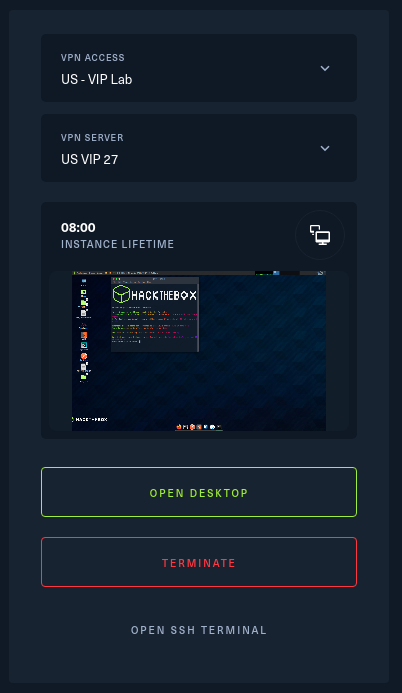 VPN ACCESS
US - VIP Lab
VPN SERVER
US VIP 27
08:00
INSTANCE LIFETIME
HACKTHEBOX
HACKTHEBOX
OPEN DESKTOP
TERMINATE
OPEN SSH TERMINAL